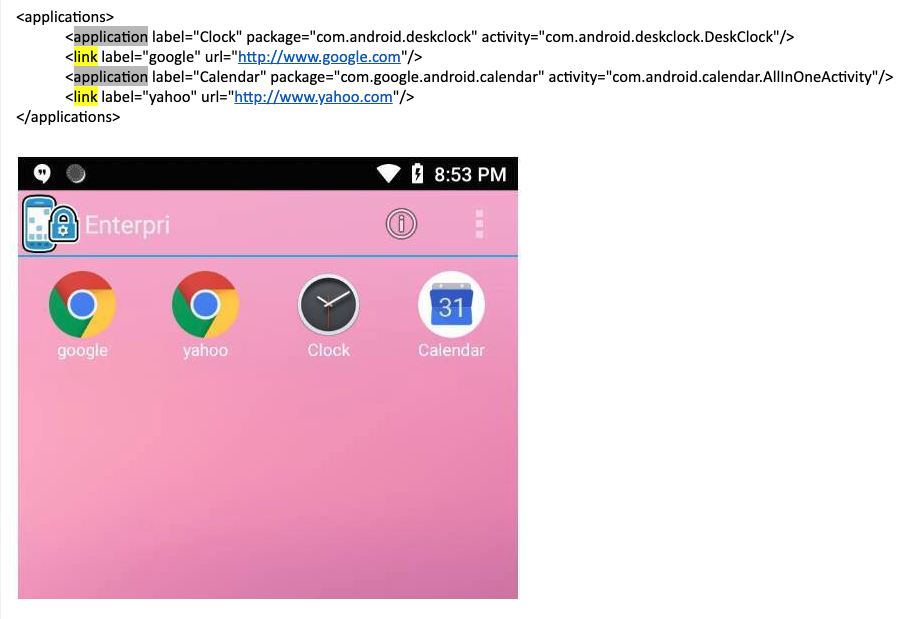 <applications>
<application label="Clock" package="com.android.deskclock" activity="com.android.deskclock.DeskClock"/>
<link label="google" url="http://www.google.com"/>
<application label="Calendar" package="com.google.android.calendar" activity="com.android.calendar.AllInOneActivity"/>
<link label="yahoo" url="http://www.yahoo.com"/>
</applications>
8:53 PM
Enterpri
31
google yahoo Clock Calendar